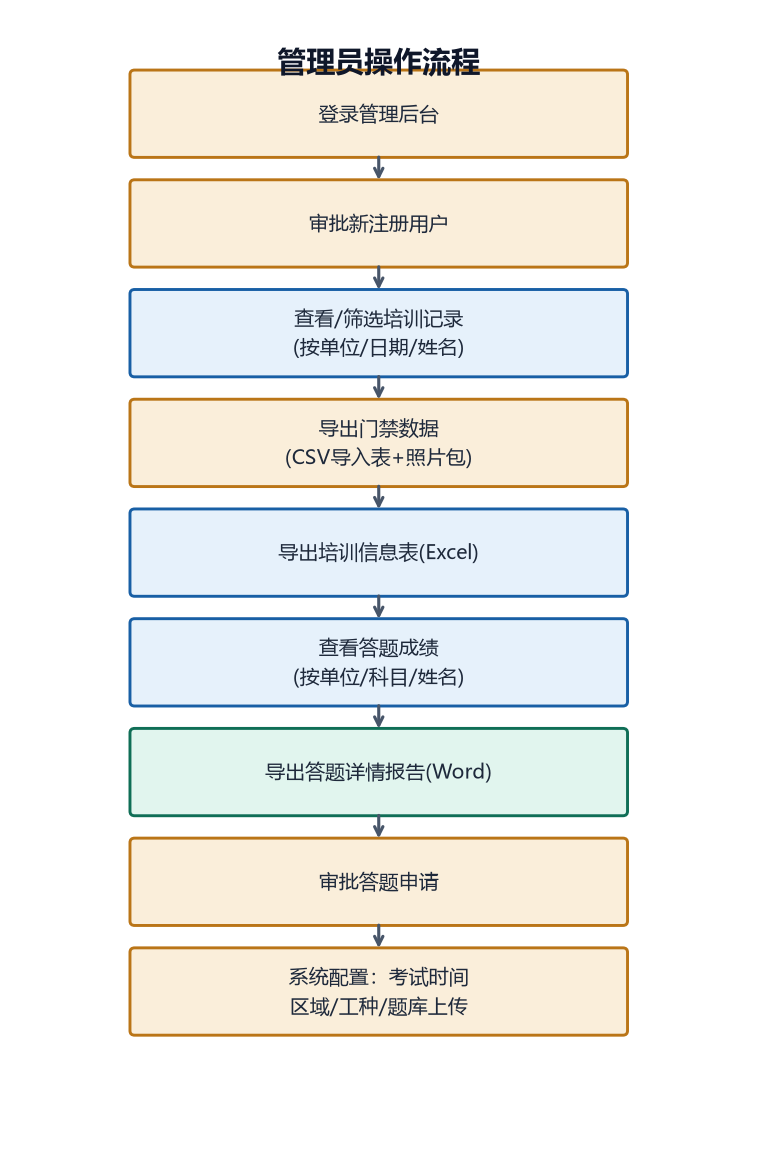 管理员操作流程
登录管理后台
审批新注册用户
查看/筛选培训记录
(按单位/日期/姓名)
导出门禁数据
(CSV导入表+照片包)
导出培训信息表(Excel)
查看答题成绩
(按单位/科目/姓名)
导出答题详情报告(Word)
审批答题申请
系统配置：考试时间
区域/工种/题库上传